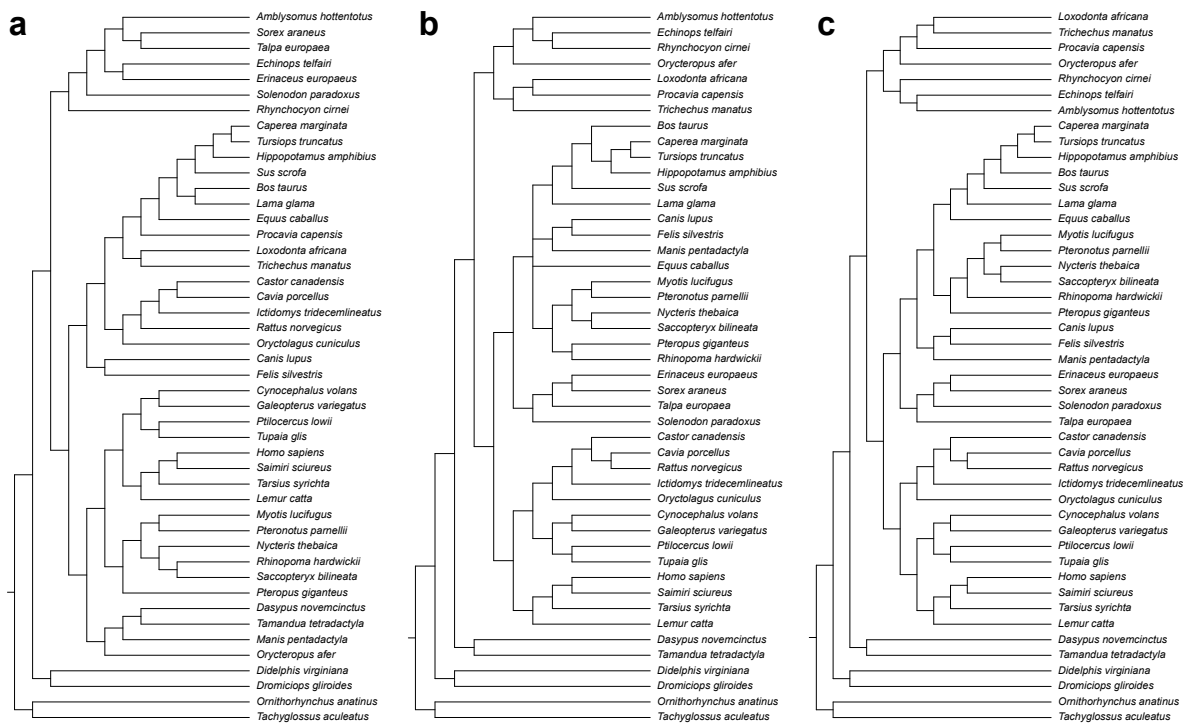 a
Amblysomus hottentotus
Sorex araneus
Talpa europaea
Echinops telfairi
Erinaceus europaeus
Solenodon paradoxus
Rhynchocyon cirnei
Caperea marginata
Tursiops truncatus
Hippopotamus amphibius
Sus scrofa
Bos taurus
Lama glama
Equus caballus
Procavia capensis
Loxodonta africana
Trichechus manatus
Castor canadensis
Cavia porcellus
Ictidomys tridecemlineatus
Rattus norvegicus
Oryctolagus cuniculus
Canis lupus
Felis silvestris
Cynocephalus volans
Galeopterus variegatus
Ptilocercus lowii
Tupaia glis
Homo sapiens
Saimiri sciureus
Tarsius syrichta
Lemur catta
Myotis lucifugus
Pteronotus parnellii
Nycteris thebaica
Rhinopoma hardwickii
Saccopteryx bilineata
Pteropus giganteus
Dasypus novemcinctus
Tamandua tetradactyla
Manis pentadactyla
Orycteropus afer
Didelphis virginiana
Dromiciops gliroides
Ornithorhynchus anatinus
Tachyglossus aculeatus
b
Amblysomus hottentotus
Echinops telfairi
Rhynchocyon cirnei
Orycteropus afer
Loxodonta africana
Procavia capensis
Trichechus manatus
Bos taurus
Caperea marginata
Tursiops truncatus
Hippopotamus amphibius
Sus scrofa
Lama glama
Canis lupus
Felis silvestris
Manis pentadactyla
Equus caballus
Myotis lucifugus
Pteronotus parnellii
Nycteris thebaica
Saccopteryx bilineata
Pteropus giganteus
Rhinopoma hardwickii
Erinaceus europaeus
Sorex araneus
Talpa europaea
Solenodon paradoxus
Castor canadensis
Cavia porcellus
Rattus norvegicus
Ictidomys tridecemlineatus
Oryctolagus cuniculus
Cynocephalus volans
Galeopterus variegatus
Ptilocercus lowii
Tupaia glis
Homo sapiens
Saimiri sciureus
Tarsius syrichta
Lemur catta
Dasypus novemcinctus
Tamandua tetradactyla
Didelphis virginiana
Dromiciops gliroides
Ornithorhynchus anatinus
Tachyglossus aculeatus
c
Loxodonta africana
Trichechus manatus
Procavia capensis
Orycteropus afer
Rhynchocyon cirnei
Echinops telfairi
Amblysomus hottentotus
Caperea marginata
Tursiops truncatus
Hippopotamus amphibius
Bos taurus
Sus scrofa
Lama glama
Equus caballus
Myotis lucifugus
Pteronotus parnellii
Nycteris thebaica
Saccopteryx bilineata
Rhinopoma hardwickii
Pteropus giganteus
Canis lupus
Felis silvestris
Manis pentadactyla
Erinaceus europaeus
Sorex araneus
Solenodon paradoxus
Talpa europaea
Castor canadensis
Cavia porcellus
Rattus norvegicus
Ictidomys tridecemlineatus
Oryctolagus cuniculus
Cynocephalus volans
Galeopterus variegatus
Ptilocercus lowii
Tupaia glis
Homo sapiens
Saimiri sciureus
Tarsius syrichta
Lemur catta
Dasypus novemcinctus
Tamandua tetradactyla
Didelphis virginiana
Dromiciops gliroides
Ornithorhynchus anatinus
Tachyglossus aculeatus